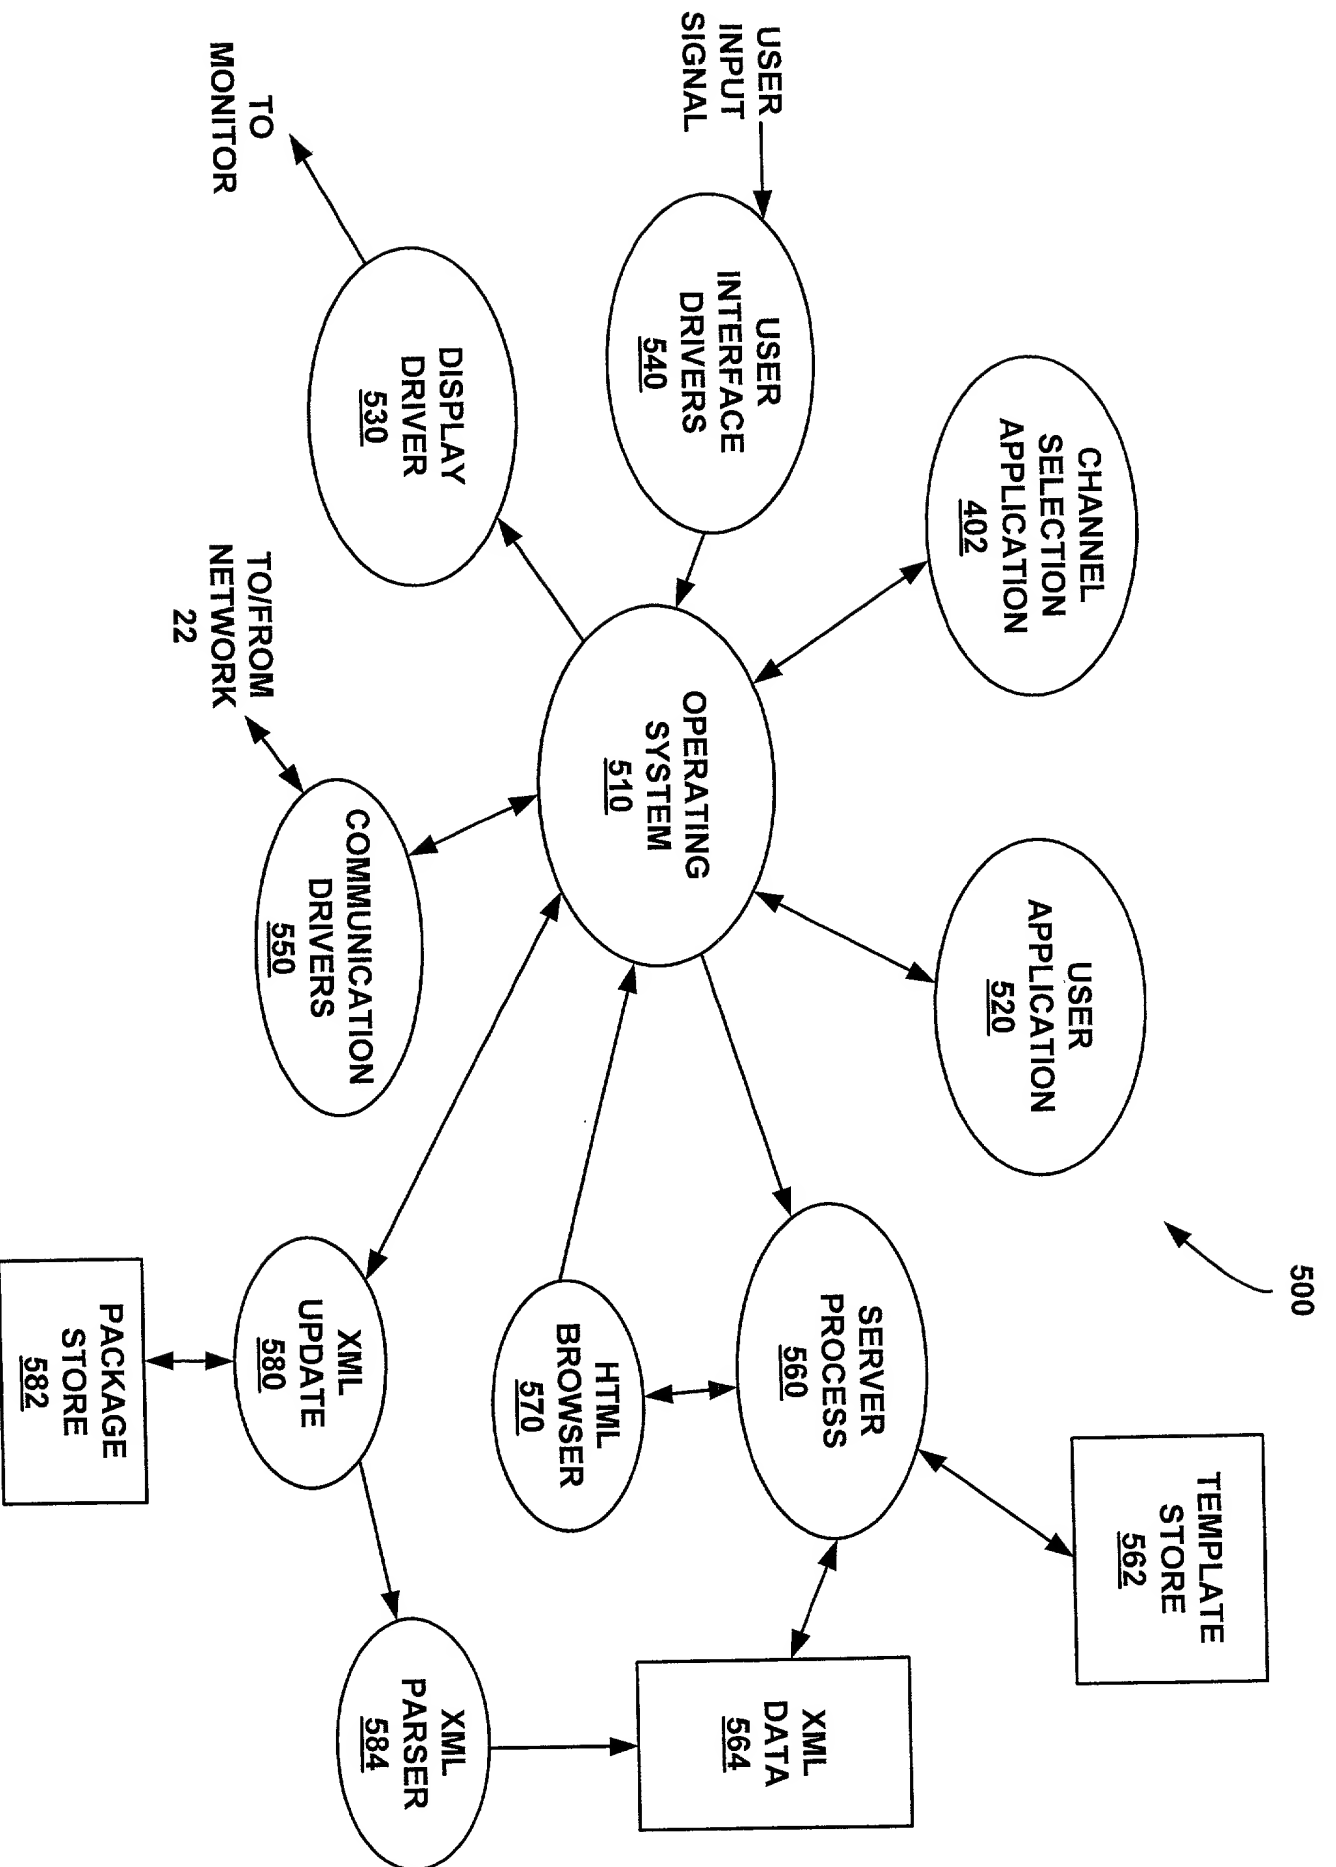 500
CHANNEL
SELECTION
APPLICATION
402
USER
APPLICATION
520
TEMPLATE
STORE
562
USER
INPUT
SIGNAL
USER
INTERFACE
DRIVERS
540
OPERATING
SYSTEM
510
SERVER
PROCESS
560
XML
DATA
564
HTML
BROWSER
570
DISPLAY
DRIVER
530
TO
MONITOR
COMMUNICATION
DRIVERS
550
TO/FROM
NETWORK
22
XML
UPDATE
580
XML
PARSER
584
PACKAGE
STORE
582